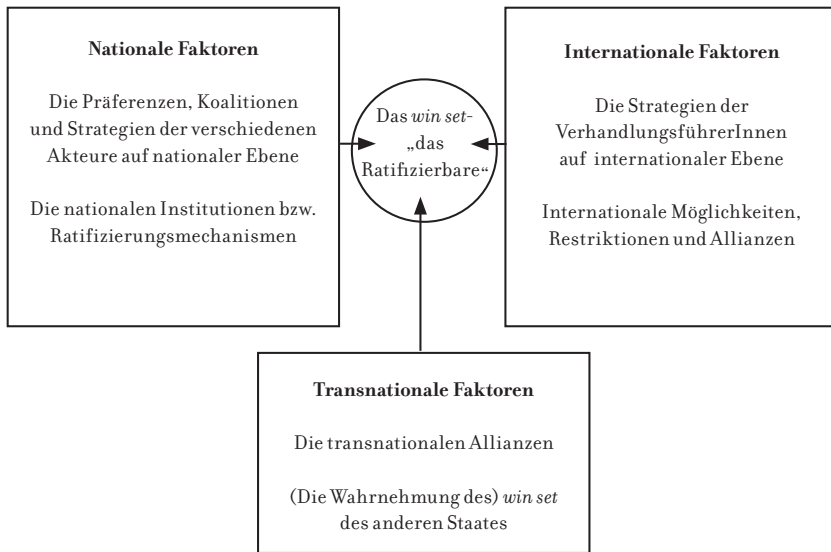 Nationale Faktoren
Die Präferenzen, Koalitionen
und Strategien der verschiedenen
Akteure auf nationaler Ebene
Die nationalen Institutionen bzw.
Ratifizierungsmechanismen
Das win set-
„das
Ratifizierbare“
Internationale Faktoren
Die Strategien der
VerhandlungsführerInnen
auf internationaler Ebene
Internationale Möglichkeiten,
Restriktionen und Allianzen
Transnationale Faktoren
Die transnationalen Allianzen
(Die Wahrnehmung des) win set
des anderen Staates